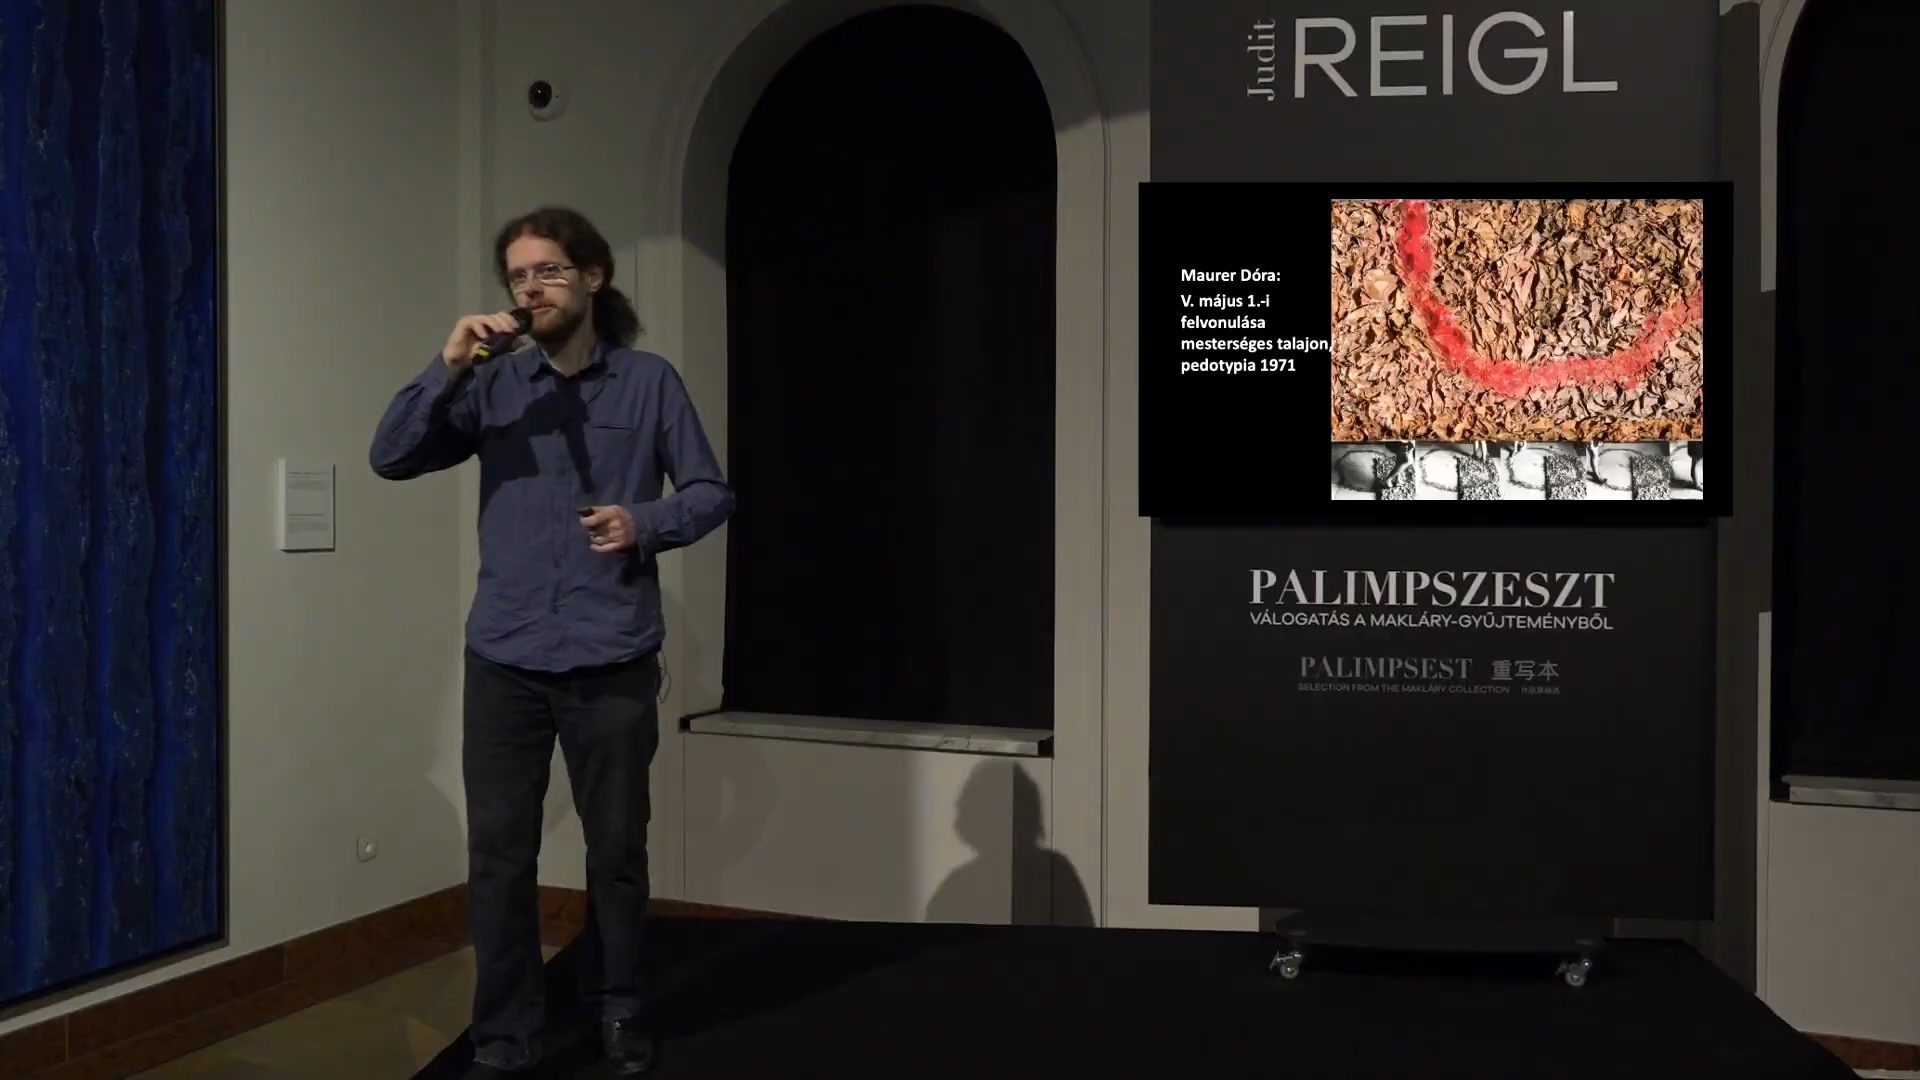 Judit
REIGL
Maurer Dóra:
V. május 1.-i
felvonulása
mesterséges talajon,
pedotypia 1971
PALIMPSZESZT
VÁLOGATÁS A MAKLÁRY-GYŰJTEMÉNYBŐL
PALIMPSEST 重写本
SELECTION FROM THE MAKLÁRY COLLECTION